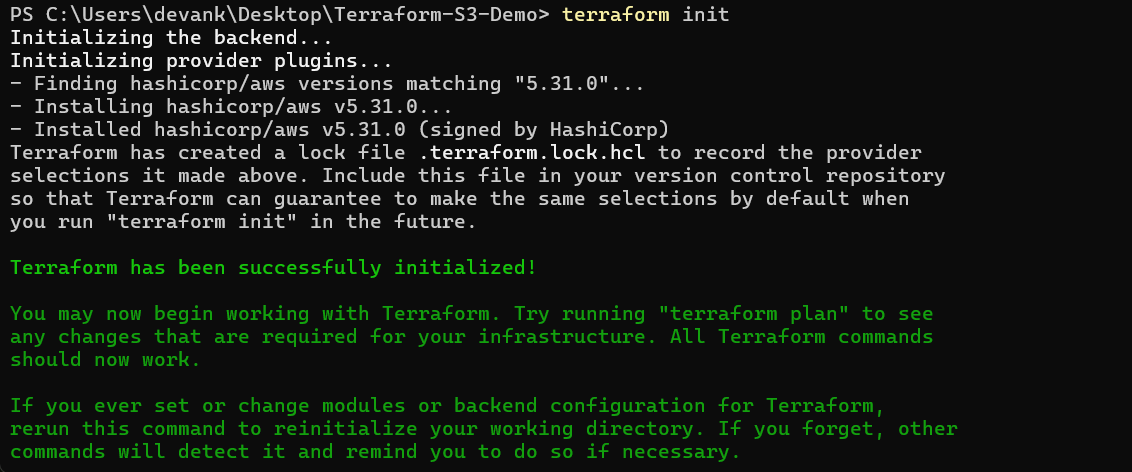 PS C:\Users\devank\Desktop\Terraform-S3-Demo> terraform init
Initializing the backend...
Initializing provider plugins...
- Finding hashicorp/aws versions matching "5.31.0"...
- Installing hashicorp/aws v5.31.0...
- Installed hashicorp/aws v5.31.0 (signed by HashiCorp)
Terraform has created a lock file .terraform.lock.hcl to record the provider
selections it made above. Include this file in your version control repository
so that Terraform can guarantee to make the same selections by default when
you run "terraform init" in the future.
Terraform has been successfully initialized!
You may now begin working with Terraform. Try running "terraform plan" to see
any changes that are required for your infrastructure. All Terraform commands
should now work.
If you ever set or change modules or backend configuration for Terraform,
rerun this command to reinitialize your working directory. If you forget, other
commands will detect it and remind you to do so if necessary.